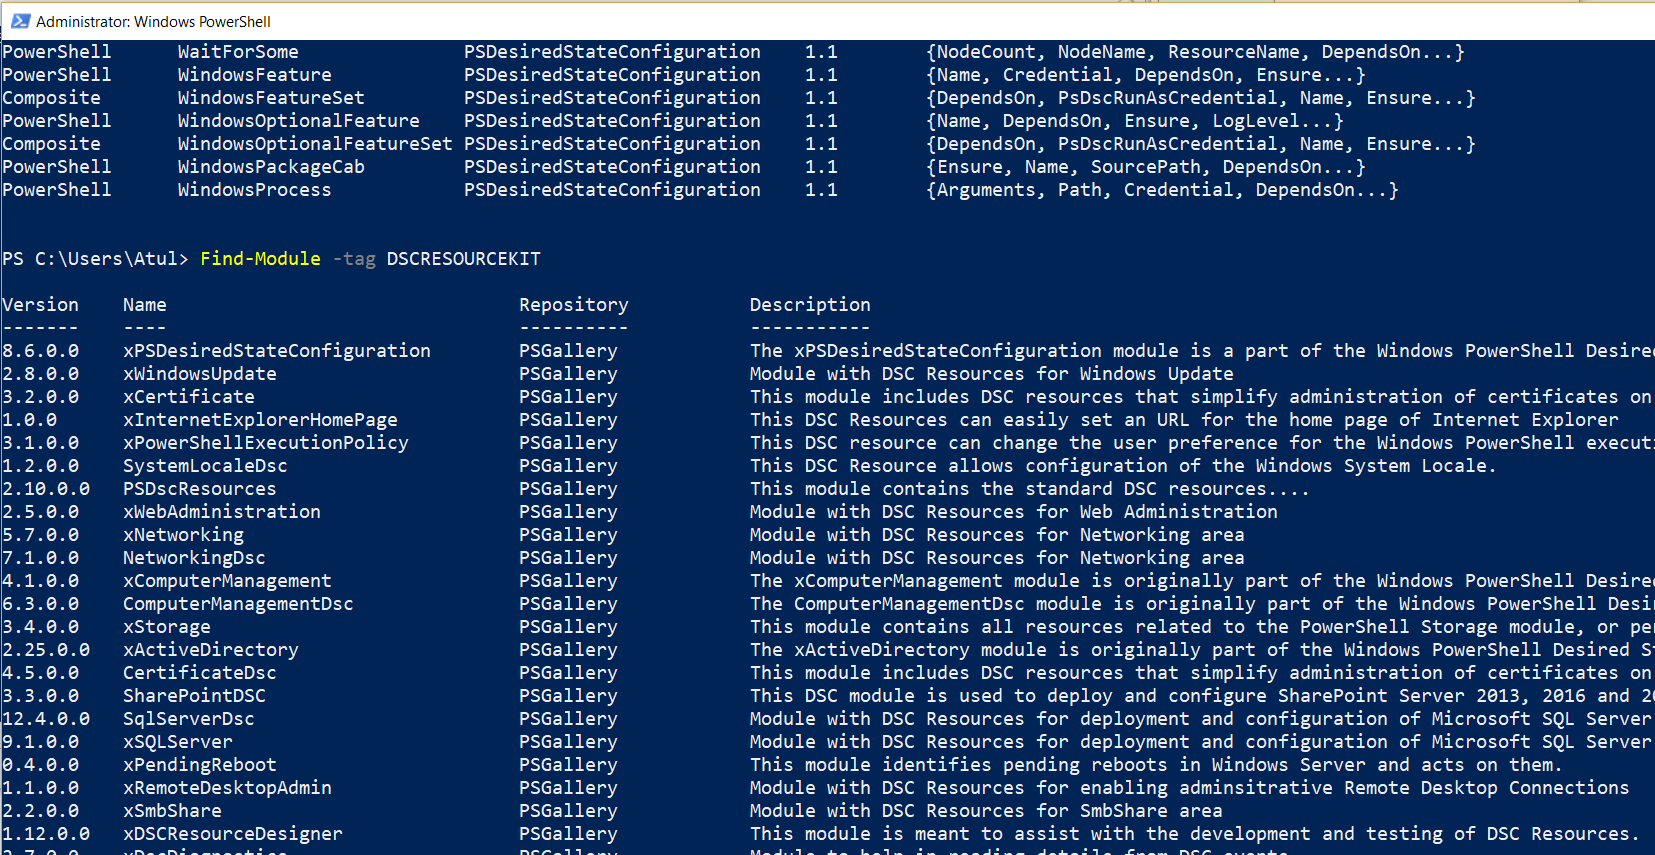 Administrator: Windows PowerShell
PowerShell WaitForSome PSDesiredStateConfiguration 1.1 {NodeCount, NodeName, ResourceName, DependsOn...}
PowerShell WindowsFeature PSDesiredStateConfiguration 1.1 {Name, Credential, DependsOn, Ensure...}
Composite WindowsFeatureSet PSDesiredStateConfiguration 1.1 {DependsOn, PsDscRunAsCredential, Name, Ensure...}
PowerShell WindowsOptionalFeature PSDesiredStateConfiguration 1.1 {Name, DependsOn, Ensure, LogLevel...}
Composite WindowsOptionalFeatureSet PSDesiredStateConfiguration 1.1 {DependsOn, PsDscRunAsCredential, Name, Ensure...}
PowerShell WindowsPackageCab PSDesiredStateConfiguration 1.1 {Ensure, Name, SourcePath, DependsOn...}
PowerShell WindowsProcess PSDesiredStateConfiguration 1.1 {Arguments, Path, Credential, DependsOn...}
PS C:\Users\Atul> Find-Module -tag DSCRESOURCEKIT
Version Name Repository Description
------- ---- ---------- -----------
8.6.0.0 xPSDesiredStateConfiguration PSGallery The xPSDesiredStateConfiguration module is a part of the Windows PowerShell Desire
2.8.0.0 xWindowsUpdate PSGallery Module with DSC Resources for Windows Update
3.2.0.0 xCertificate PSGallery This module includes DSC resources that simplify administration of certificates on
1.0.0 xInternetExplorerHomePage PSGallery This DSC Resources can easily set an URL for the home page of Internet Explorer
3.1.0.0 xPowerShellExecutionPolicy PSGallery This DSC resource can change the user preference for the Windows PowerShell executi
1.2.0.0 SystemLocaleDsc PSGallery This DSC Resource allows configuration of the Windows System Locale.
2.10.0.0 PSDscResources PSGallery This module contains the standard DSC resources....
2.5.0.0 xWebAdministration PSGallery Module with DSC Resources for Web Administration
5.7.0.0 xNetworking PSGallery Module with DSC Resources for Networking area
7.1.0.0 NetworkingDsc PSGallery Module with DSC Resources for Networking area
4.1.0.0 xComputerManagement PSGallery The xComputerManagement module is originally part of the Windows PowerShell Desire
6.3.0.0 ComputerManagementDsc PSGallery The ComputerManagementDsc module is originally part of the Windows PowerShell Desi
3.4.0.0 xStorage PSGallery This module contains all resources related to the PowerShell Storage module, or pe
2.25.0.0 xActiveDirectory PSGallery The xActiveDirectory module is originally part of the Windows PowerShell Desired S
4.5.0.0 CertificateDsc PSGallery This module includes DSC resources that simplify administration of certificates on
3.3.0.0 SharePointDSC PSGallery This DSC module is used to deploy and configure SharePoint Server 2013, 2016 and 2
12.4.0.0 SqlServerDsc PSGallery Module with DSC Resources for deployment and configuration of Microsoft SQL Server
9.1.0.0 xSQLServer PSGallery Module with DSC Resources for deployment and configuration of Microsoft SQL Server
0.4.0.0 xPendingReboot PSGallery This module identifies pending reboots in Windows Server and acts on them.
1.1.0.0 xRemoteDesktopAdmin PSGallery Module with DSC Resources for enabling adminsitrative Remote Desktop Connections
2.2.0.0 xSmbShare PSGallery Module with DSC Resources for SmbShare area
1.12.0.0 xDSCResourceDesigner PSGallery This module is meant to assist with the development and testing of DSC Resources.
2.7.0.0 xDscDiagnostics PSGallery Module to help in reading details from DSC events